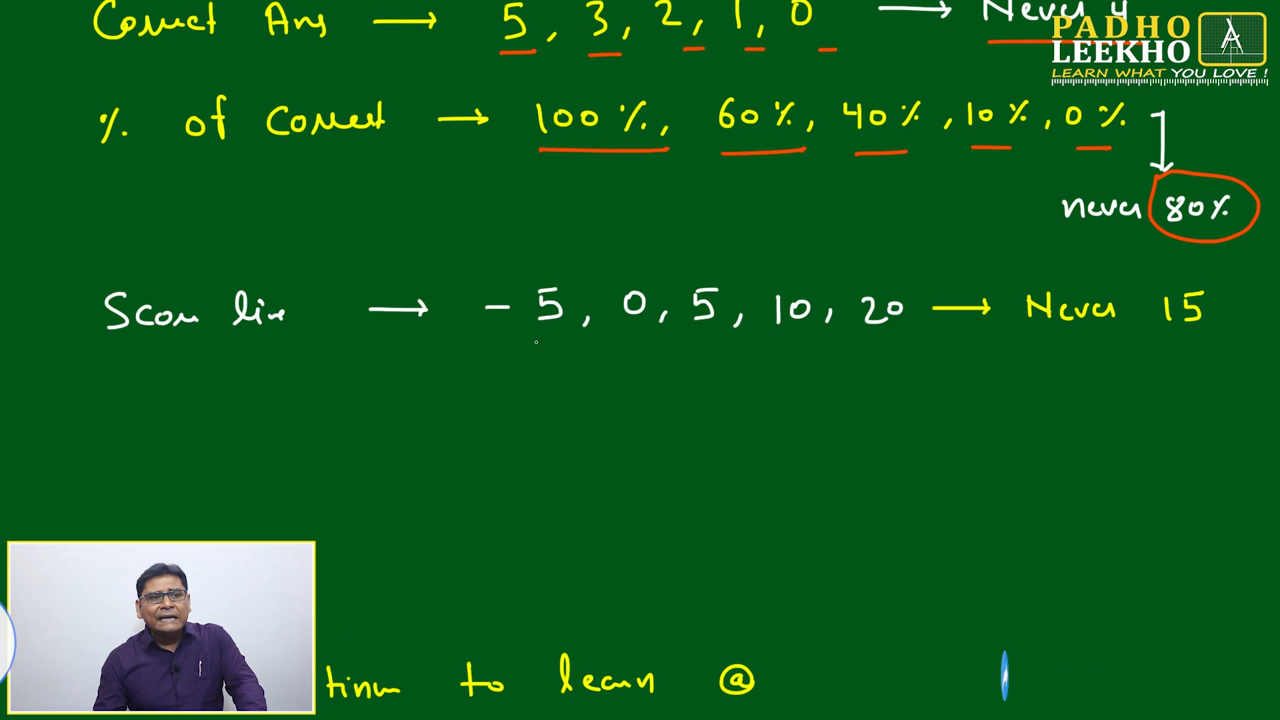 Correct Ans → 5, 3, 2, 1, 0 → Never 4
PADHO
LEEKHO
LEARN WHAT YOU LOVE !
% of Correct → 100%, 60%, 40%, 10%, 0%
never 80%
Score line → -5, 0, 5, 10, 20 → Never 15
tinue to learn @